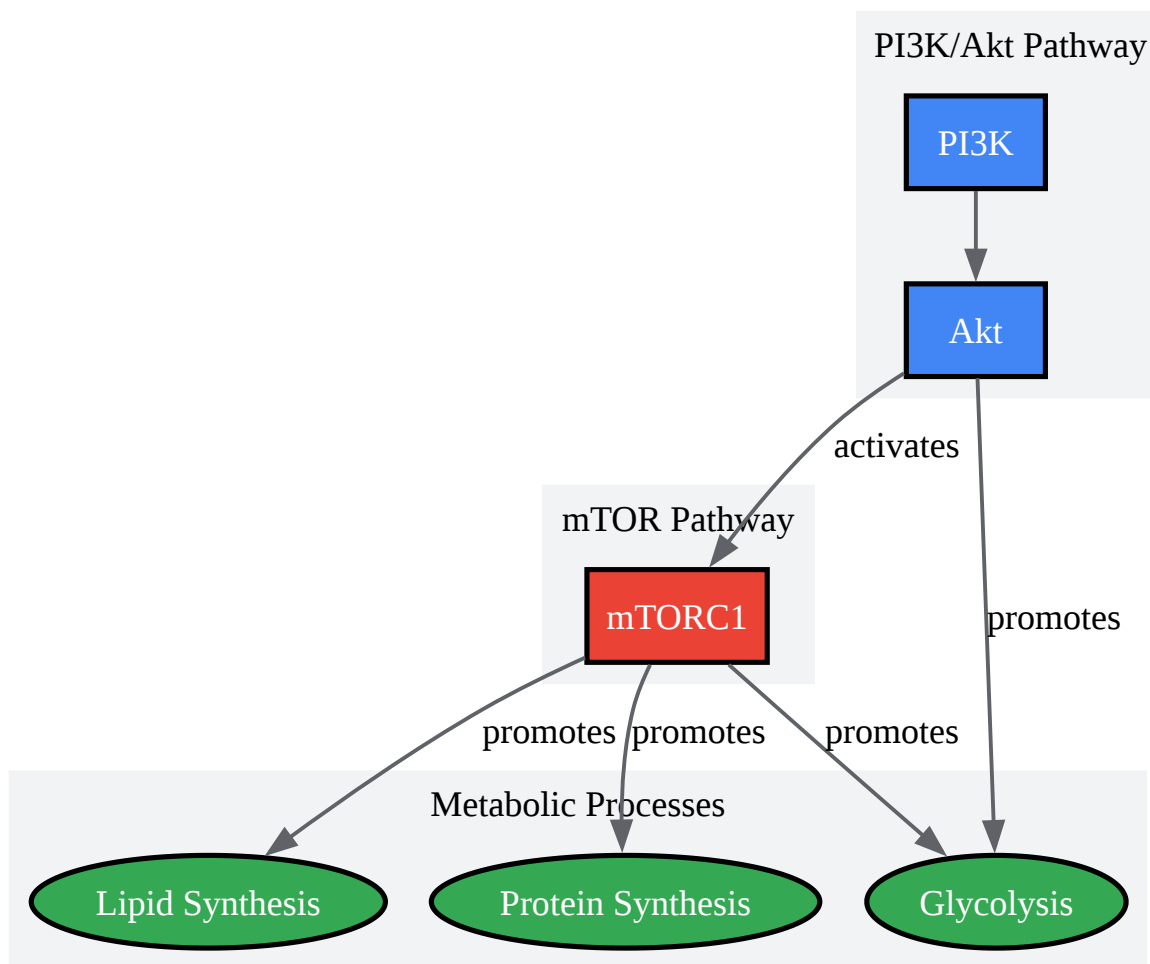 PI3K/Akt Pathway
PI3K
Akt
activates
mTOR Pathway
mTORC1
promotes
promotes
promotes
promotes
Metabolic Processes
Lipid Synthesis
Protein Synthesis
Glycolysis